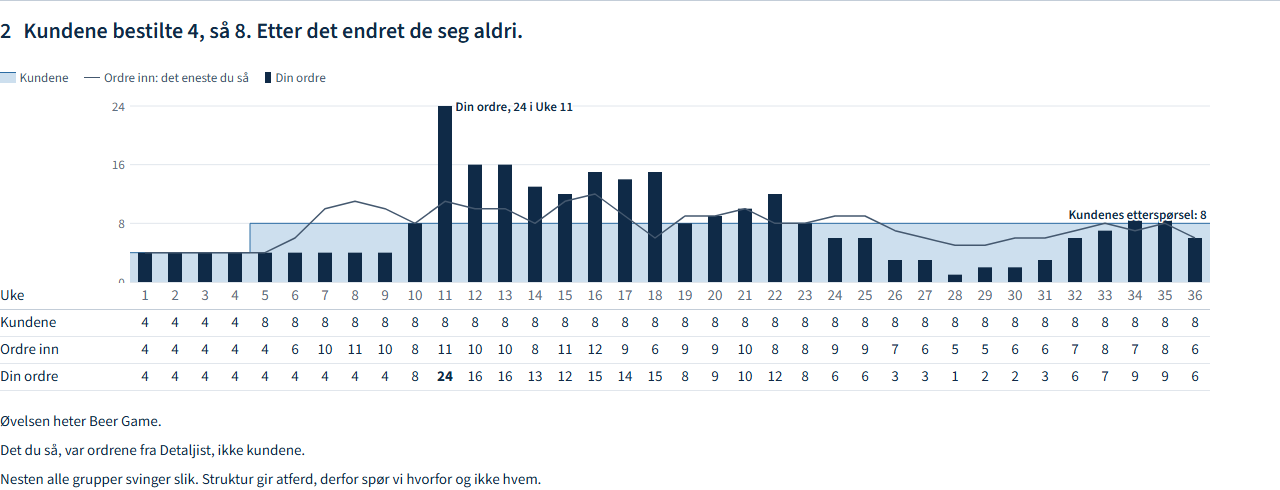 2 Kundene bestilte 4, så 8. Etter det endret de seg aldri.
Kundene Ordre inn: det eneste du så Din ordre
24
Din ordre, 24 i Uke 11
16
Kundenes etterspørsel: 8
8
0
Uke 1 2 3 4 5 6 7 8 9 10 11 12 13 14 15 16 17 18 19 20 21 22 23 24 25 26 27 28 29 30 31 32 33 34 35 36
Kundene 4 4 4 4 8 8 8 8 8 8 8 8 8 8 8 8 8 8 8 8 8 8 8 8 8 8 8 8 8 8 8 8 8 8 8 8
Ordre inn 4 4 4 4 4 6 10 11 10 8 11 10 10 8 11 12 9 6 9 9 10 8 8 9 9 7 6 5 5 6 6 7 8 7 8 6
Din ordre 4 4 4 4 4 4 4 4 4 8 24 16 16 13 12 15 14 15 8 9 10 12 8 6 6 3 3 1 2 2 3 6 7 9 9 6
Øvelsen heter Beer Game.
Det du så, var ordrene fra Detaljist, ikke kundene.
Nesten alle grupper svinger slik. Struktur gir atferd, derfor spør vi hvorfor og ikke hvem.